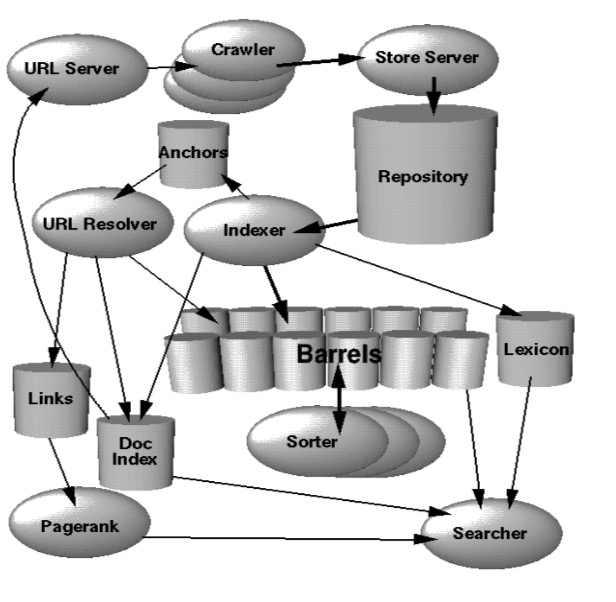 URL Server
Crawler
Store Server
Anchors
Repository
URL Resolver
Indexer
Barrels
Lexicon
Links
Doc
Index
Sorter
Pagerank
Searcher